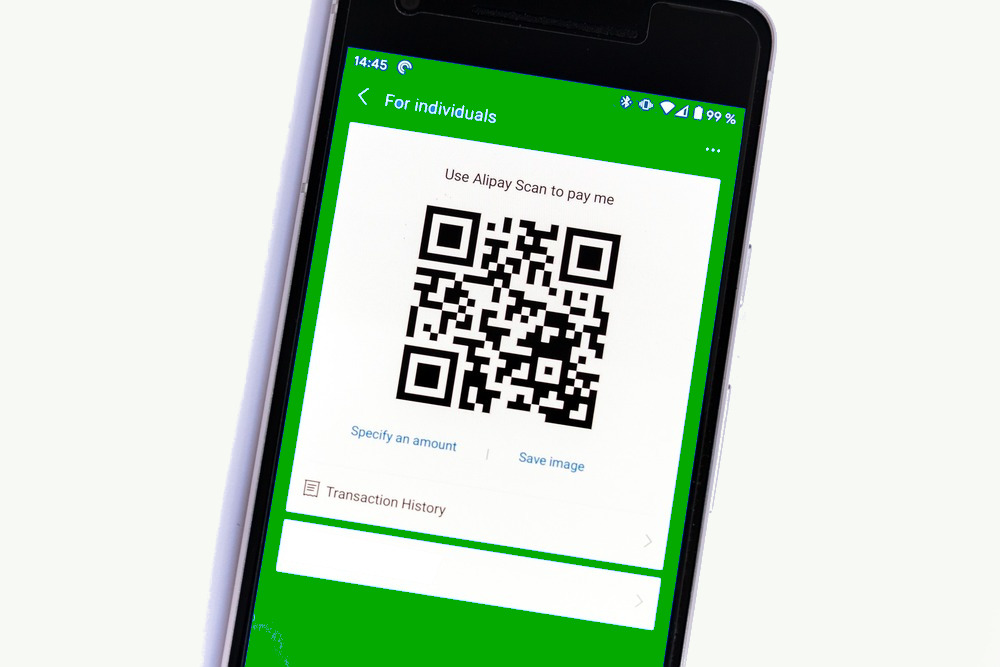 14:45
99 %
For individuals
Use Alipay Scan to pay me
Specify an amount
Save image
Transaction History